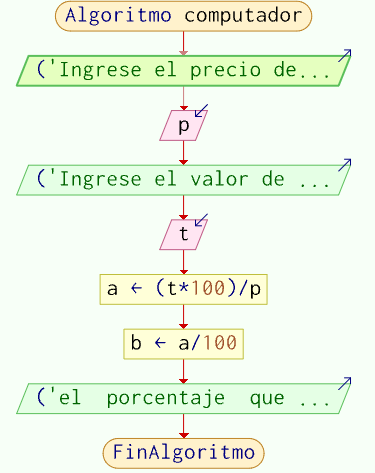 Algoritmo computador
('Ingrese el precio de...
p
('Ingrese el valor de ...
t
a ← (t*100)/p
b ← a/100
('el  porcentaje  que ...
FinAlgoritmo